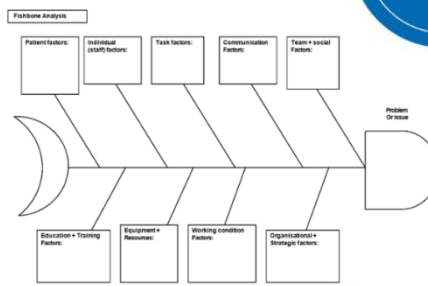 Fishbone Analysis
Patient factors:
Individual
(staff) factors:
Task factors:
Communication
Factors:
Team + social
Factors:
Problem
Or issue
Education + Training
Factors:
Equipment +
Resources:
Working condition
Factors:
Organisational +
Strategic factors: